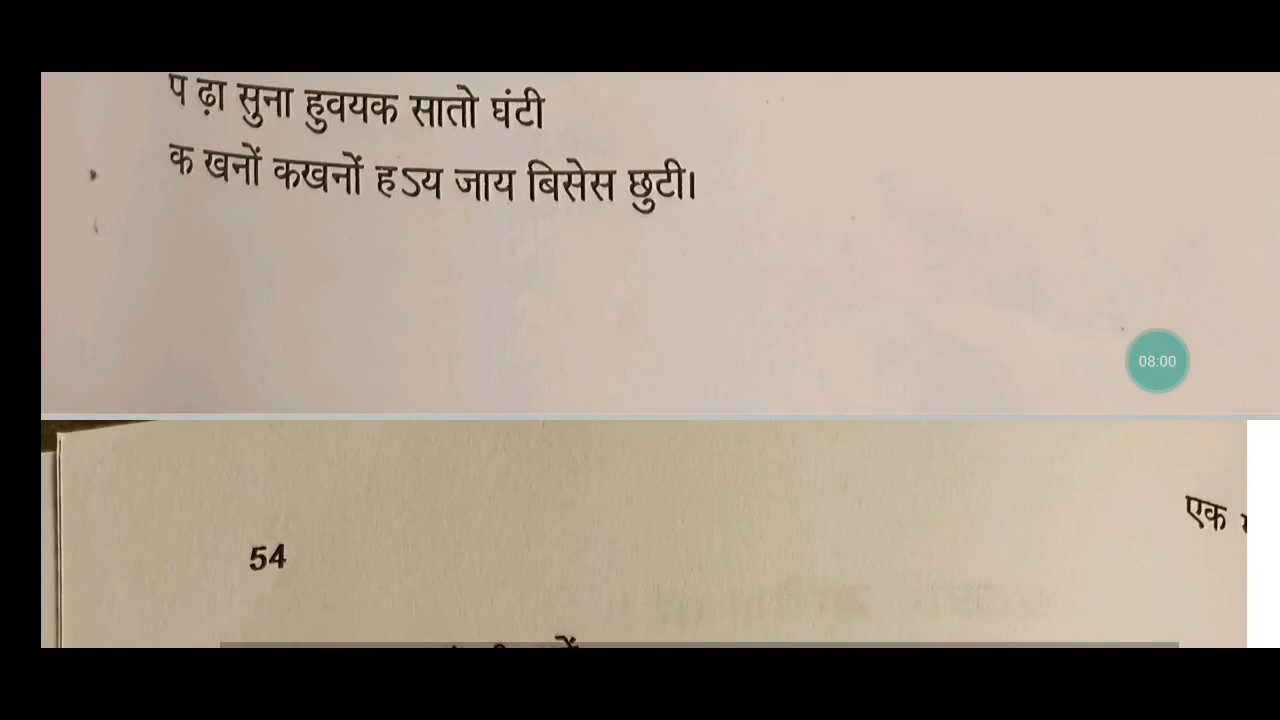 प ढ़ा सुना हुवयक सातो घंटी
क खनों कखनों हऽय जाय बिसेस छुटी।
08:00
एक
54